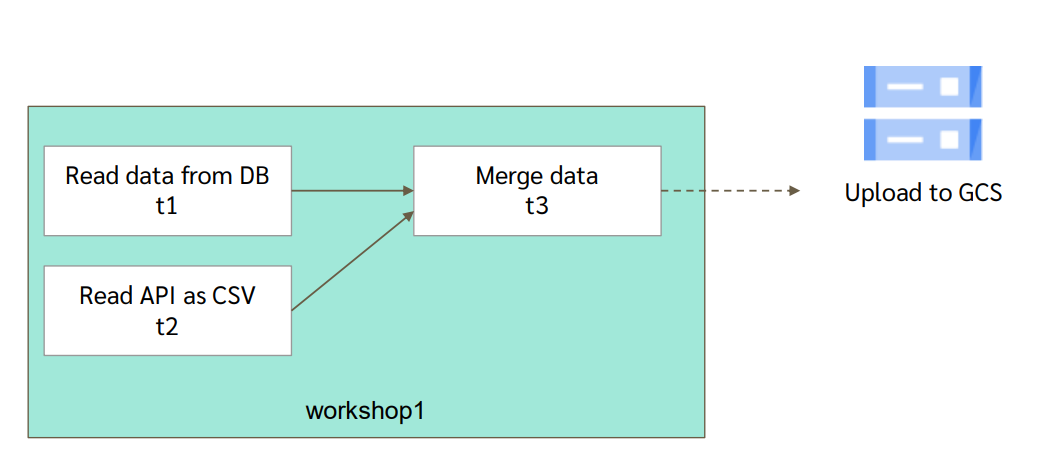 Read data from DB
t1
Merge data
t3
Upload to GCS
Read API as CSV
t2
workshop1